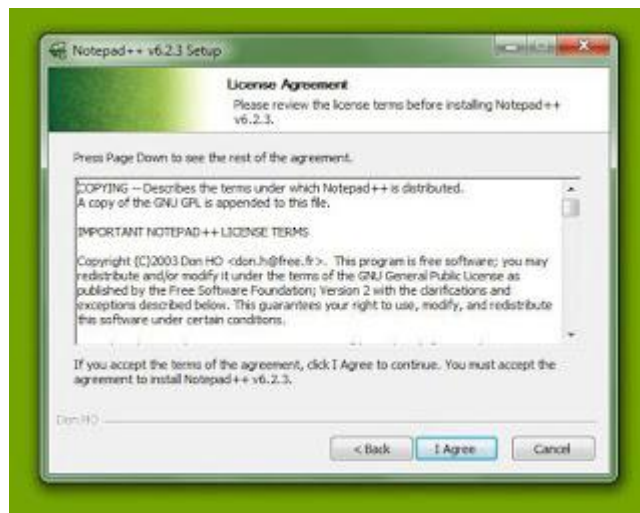 Notepad++ v6.2.3 Setup
License Agreement
Please review the license terms before installing Notepad++
v6.2.3.
Press Page Down to see the rest of the agreement.
COPYING -- Describes the terms under which Notepad++ is distributed.
A copy of the GNU GPL is appended to this file.
IMPORTANT NOTEPAD++ LICENSE TERMS
Copyright (C)2003 Don HO <don.h@free.fr>. This program is free software; you may
redistribute and/or modify it under the terms of the GNU General Public License as
published by the Free Software Foundation; Version 2 with the clarifications and
exceptions described below. This guarantees your right to use, modify, and redistribute
this software under certain conditions.
If you accept the terms of the agreement, click I Agree to continue. You must accept the
agreement to install Notepad++ v6.2.3.
Don HO
< Back
I Agree
Cancel